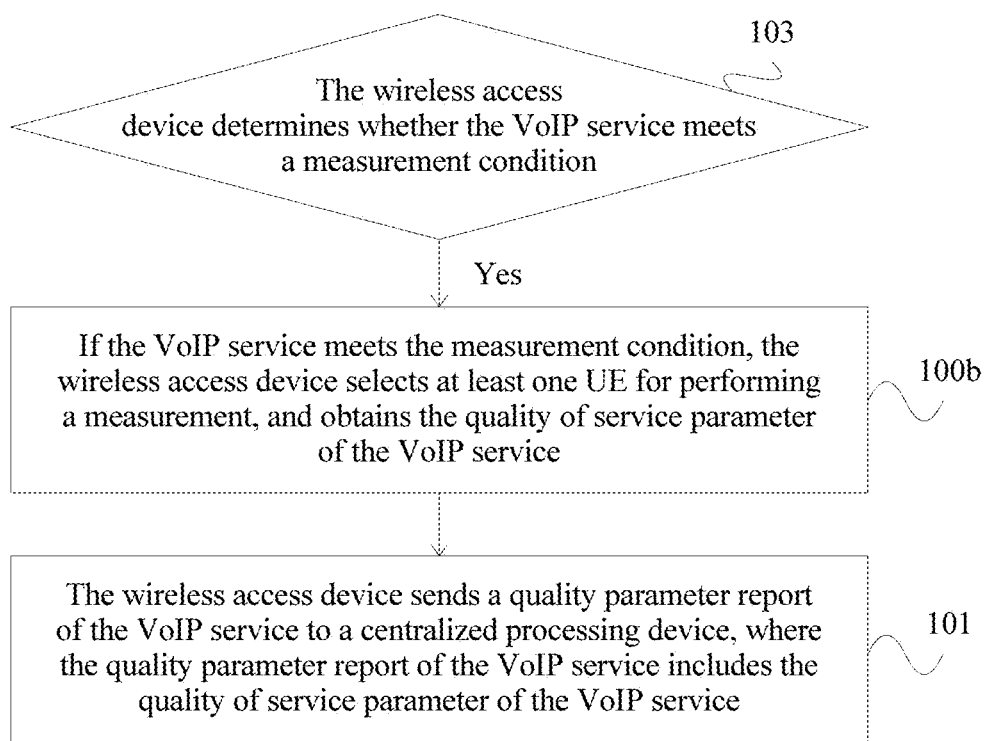 103
The wireless access
device determines whether the VoIP service meets
a measurement condition
Yes
If the VoIP service meets the measurement condition, the
wireless access device selects at least one UE for performing
a measurement, and obtains the quality of service parameter
of the VoIP service
100b
The wireless access device sends a quality parameter report
of the VoIP service to a centralized processing device, where
the quality parameter report of the VoIP service includes the
quality of service parameter of the VoIP service
101